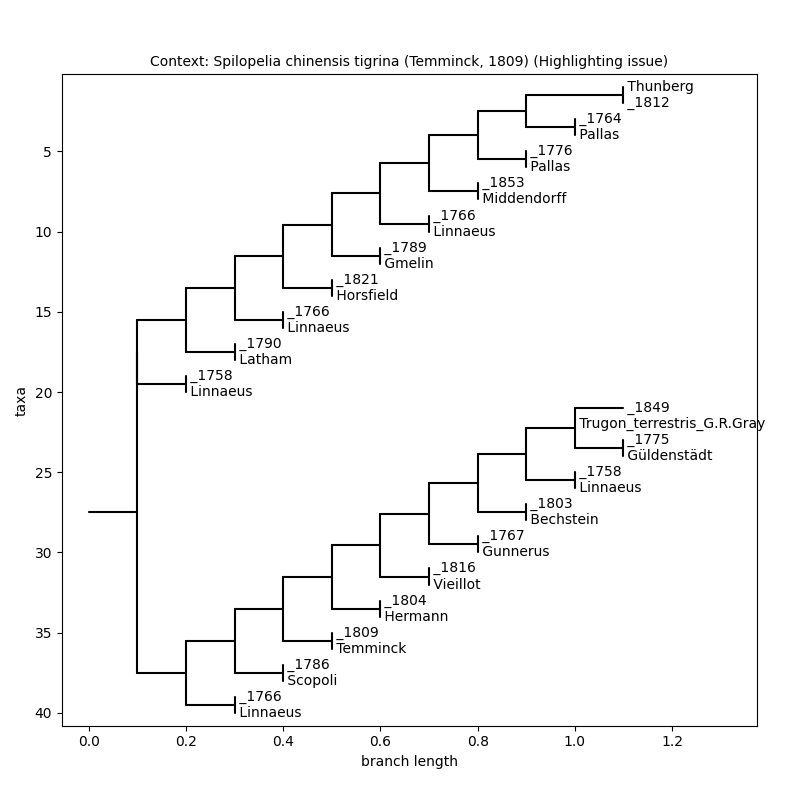 Context: Spilopelia chinensis tigrina (Temminck, 1809) (Highlighting issue)
Thunberg
_1812
_1764
Pallas
_1776
Pallas
_1853
Middendorff
_1766
Linnaeus
_1789
Gmelin
_1821
Horsfield
_1766
Linnaeus
_1790
Latham
_1758
Linnaeus
_1849
Trugon_terrestris_G.R.Gray
_1775
Güldenstädt
_1758
Linnaeus
_1803
Bechstein
_1767
Gunnerus
_1816
Vieillot
_1804
Hermann
_1809
Temminck
_1786
Scopoli
_1766
Linnaeus
5
10
15
20
25
30
35
40
taxa
0.0 0.2 0.4 0.6 0.8 1.0 1.2
branch length